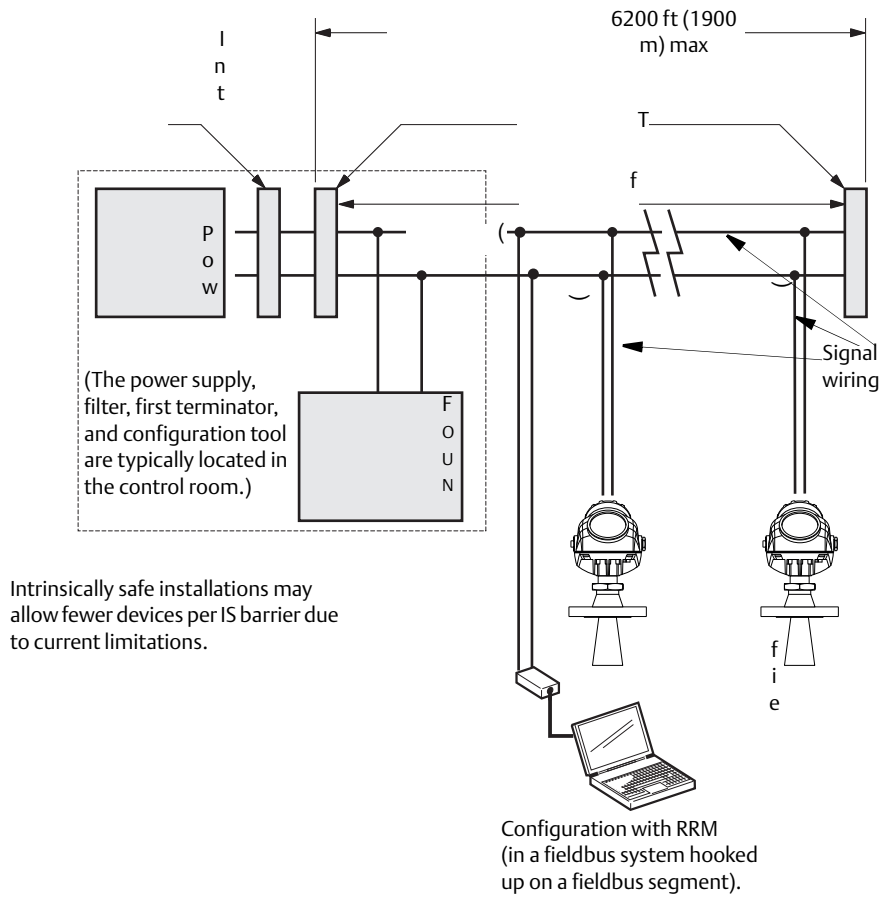 6200 ft (1900
m) max
I
n
t
T
f
(
P
o
w
)
)
Signal
wiring
(The power supply,
filter, first terminator,
and configuration tool
are typically located in
the control room.)
F
O
U
N
Intrinsically safe installations may
allow fewer devices per IS barrier due
to current limitations.
f
i
e
Configuration with RRM
(in a fieldbus system hooked
up on a fieldbus segment).